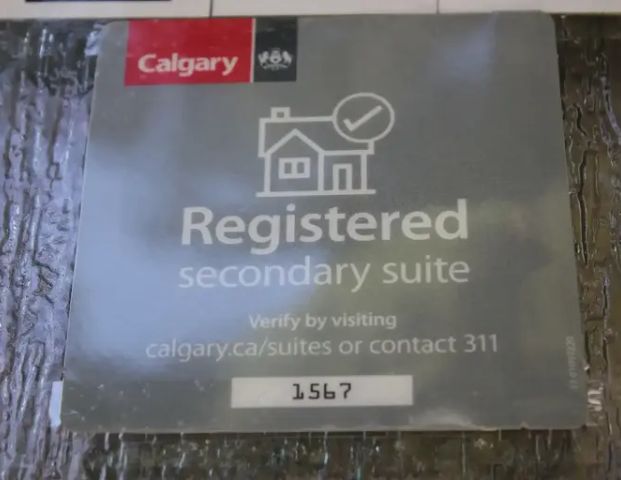 Calgary
Registered
secondary suite
Verify by visiting
calgary.ca/suites or contact 311
1567